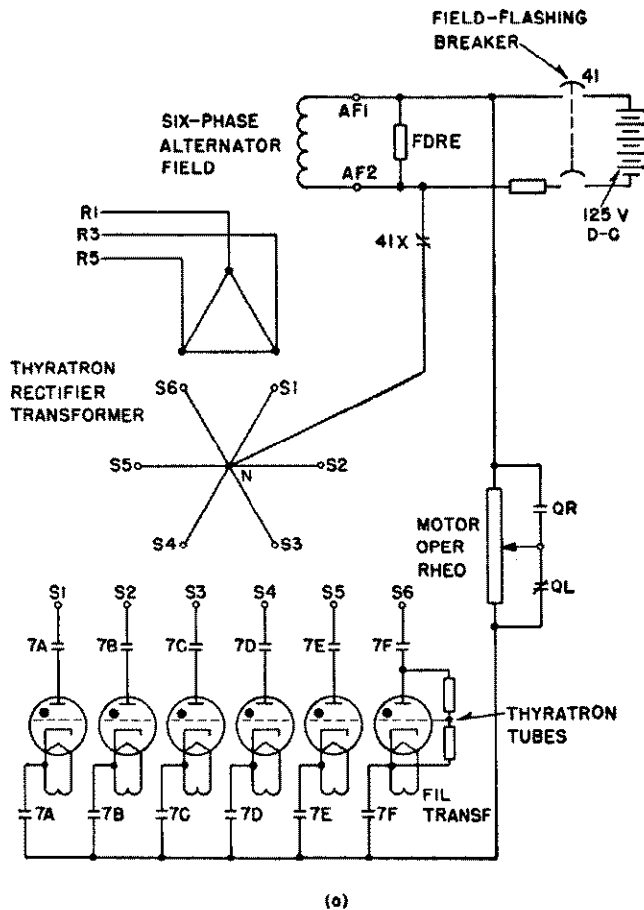 FIELD-FLASHING
BREAKER
41
AF1
SIX-PHASE
ALTERNATOR
FIELD
FDRE
AF2
125 V
D-C
R1
R3
R5
41X
THYRATRON
RECTIFIER
TRANSFORMER
S6
S1
S5
N
S2
S4
S3
MOTOR
OPER
RHEO
QR
QL
S1
S2
S3
S4
S5
S6
7A
7B
7C
7D
7E
7F
THYRATRON
TUBES
FIL
TRANSF
7A
7B
7C
7D
7E
7F
(a)